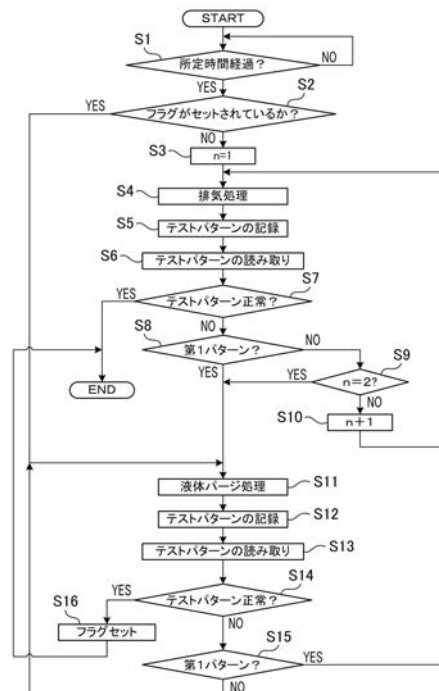 START
S1
所定時間経過？
NO
YES
S2
YES
フラグがセットされているか？
NO
S3
n=1
S4
排気処理
S5
テストパターンの記録
S6
テストパターンの読み取り
S7
YES
テストパターン正常？
NO
S8
第1パターン？
NO
YES
S9
END
YES
n=2?
NO
S10
n+1
S11
液体パージ処理
S12
テストパターンの記録
S13
テストパターンの読み取り
S14
YES
テストパターン正常？
S16
フラグセット
NO
S15
第1パターン？
YES
NO